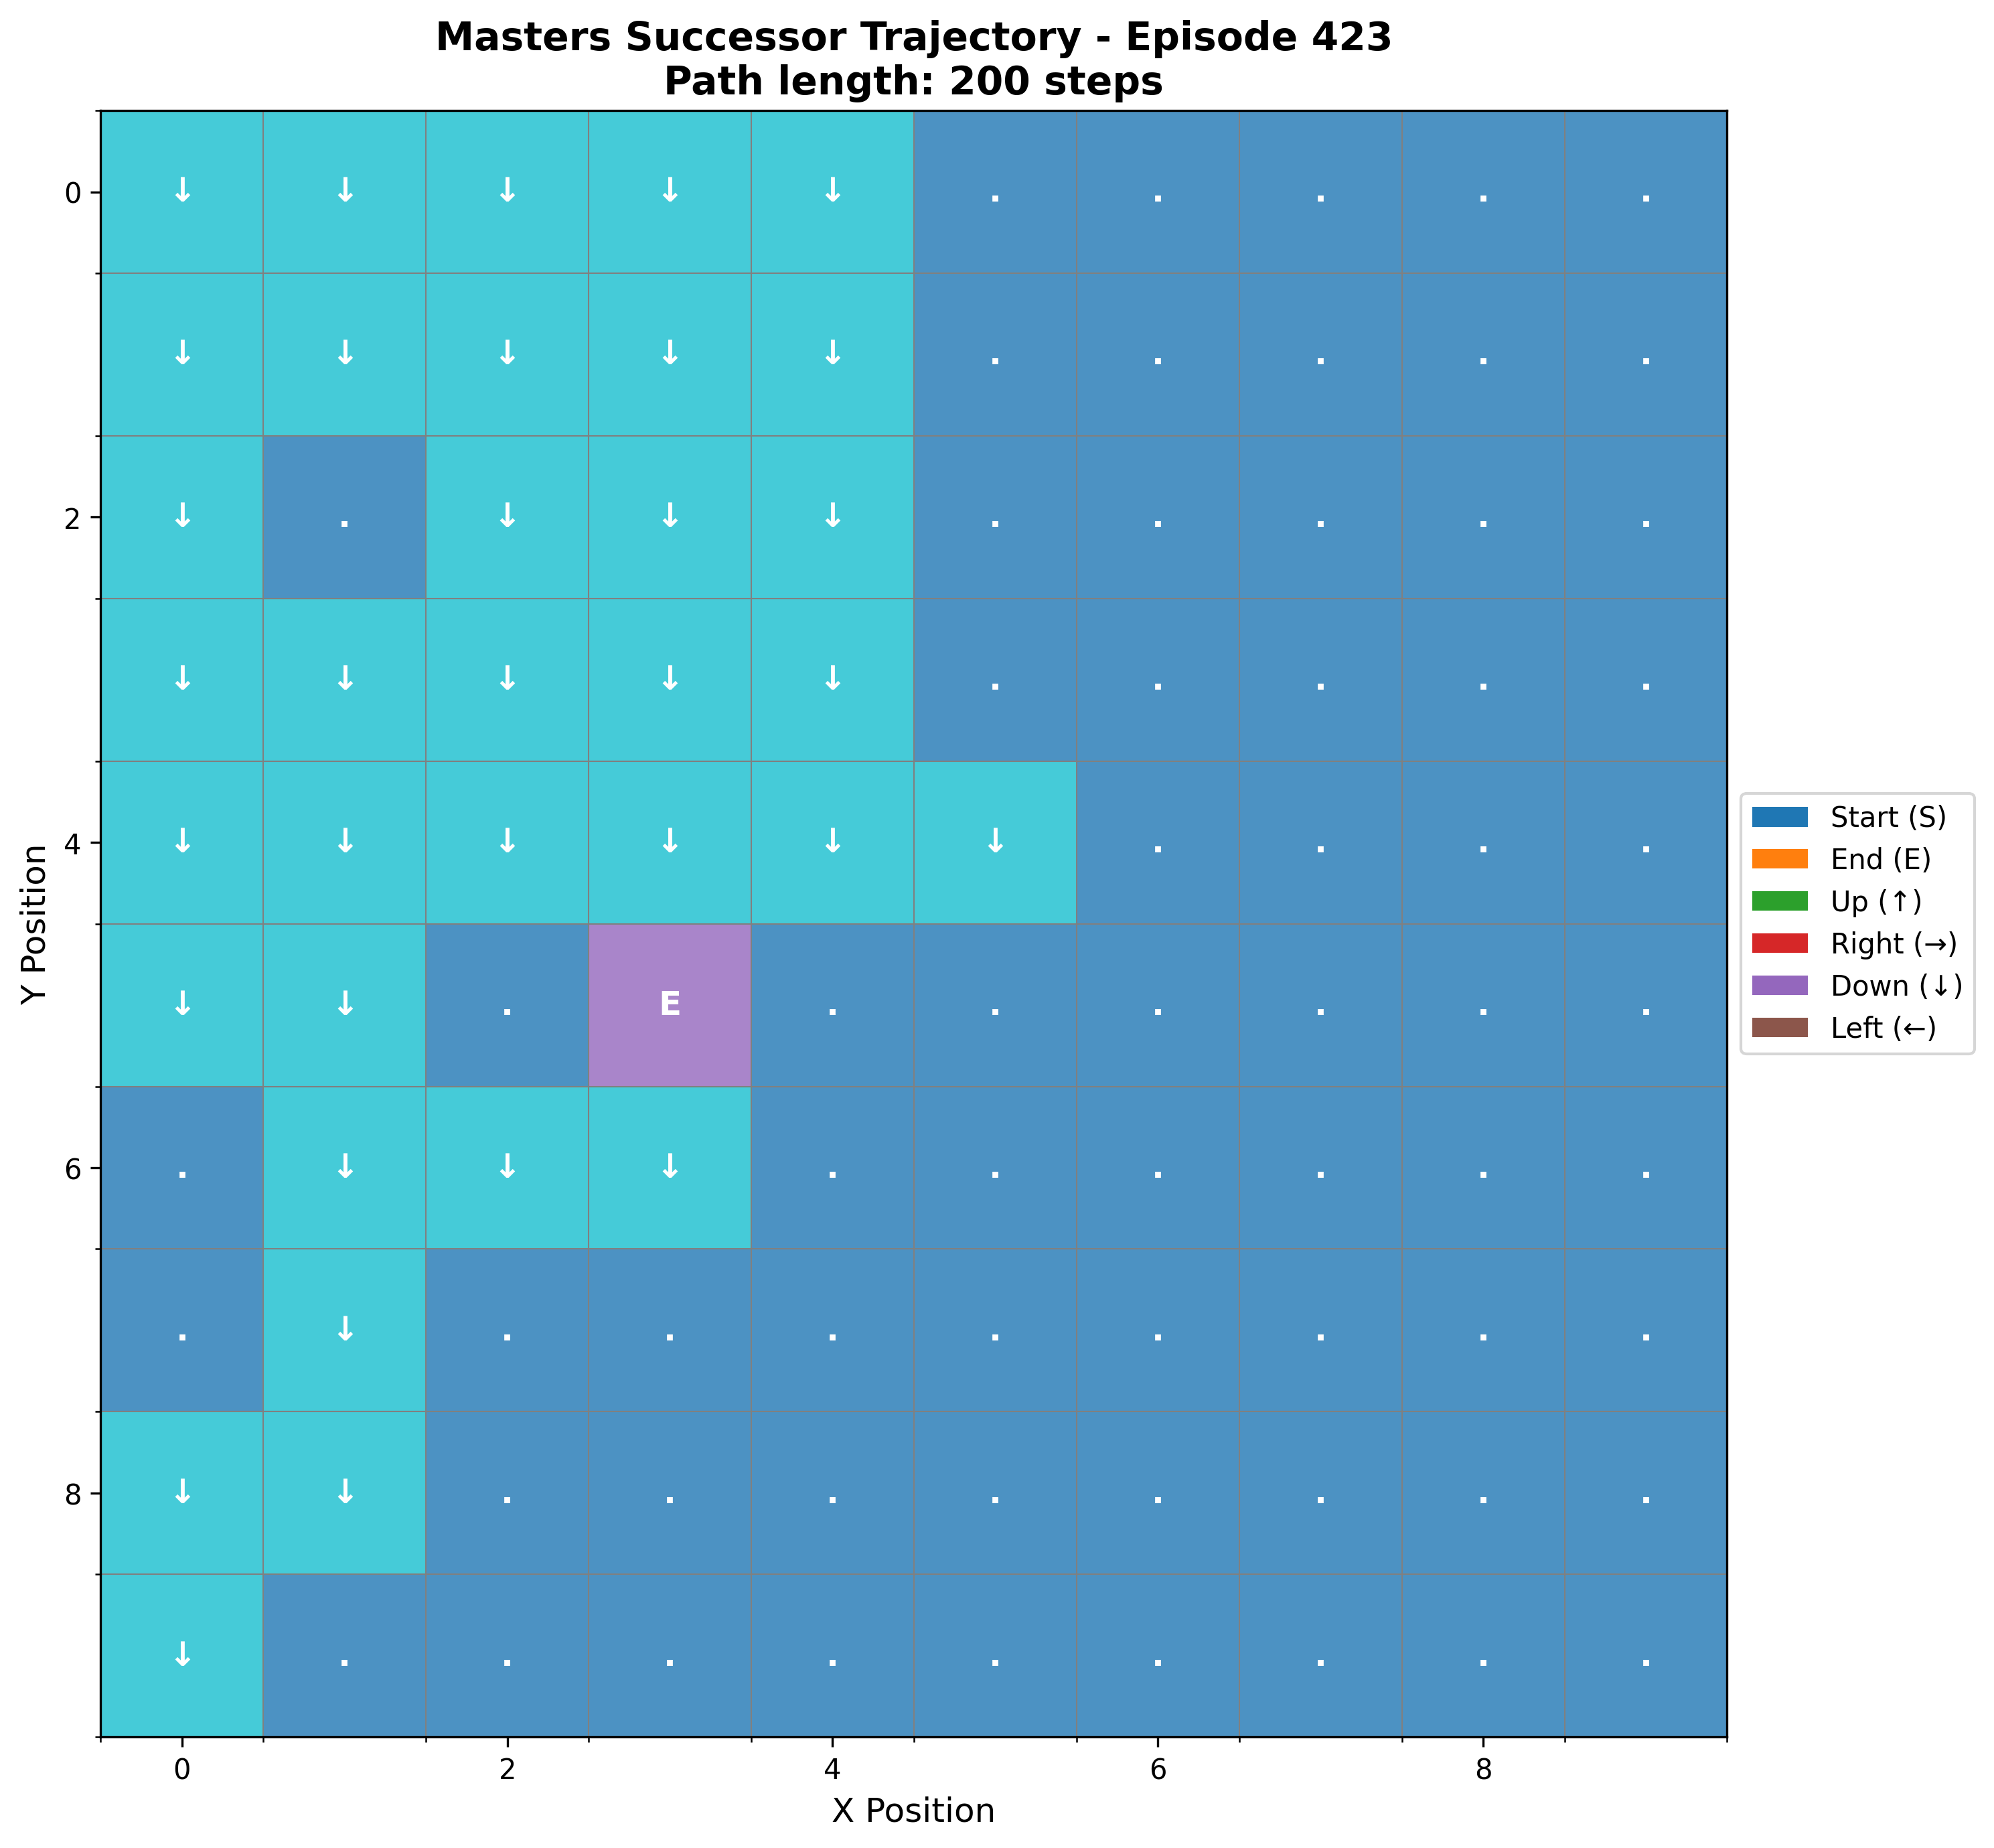 Masters Successor Trajectory - Episode 423
Path length: 200 steps
0 ↓ ↓ ↓ ↓ ↓ . . . . .
↓ ↓ ↓ ↓ ↓ . . . . .
2 ↓ . ↓ ↓ ↓ . . . . .
↓ ↓ ↓ ↓ ↓ . . . . .
4 ↓ ↓ ↓ ↓ ↓ ↓ . . . .
↓ ↓ . E . . . . . .
6 . ↓ ↓ ↓ . . . . . .
. ↓ . . . . . . . .
8 ↓ ↓ . . . . . . . .
↓ . . . . . . . . .
0 2 4 6 8
X Position
Y Position
Start (S)
End (E)
Up (↑)
Right (→)
Down (↓)
Left (←)